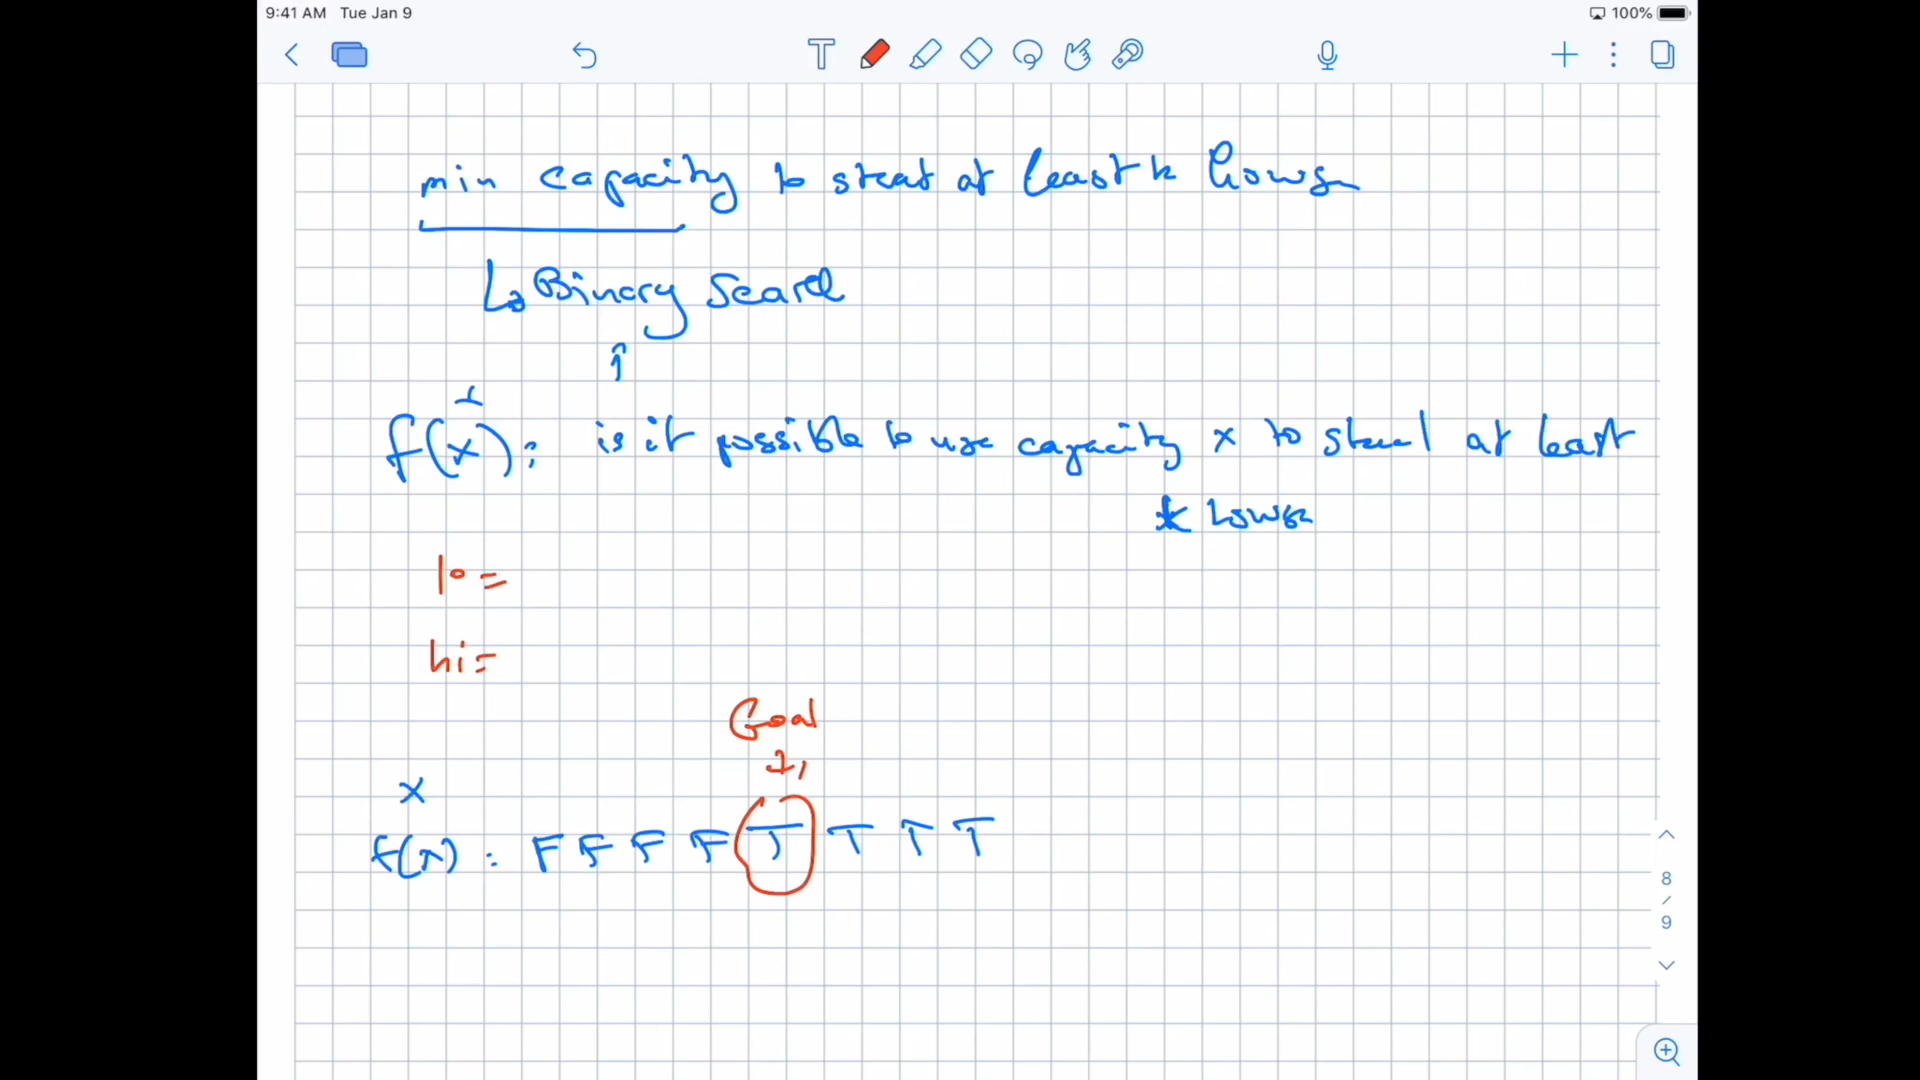 9:41 AM Tue Jan 9
100%
T
min capacity to steal at least k houses
↳ Binary Search
↑
f(x): is it possible to use capacity x to steal at least
k houses
lo =
hi =
Goal
x
f(x): F F F F T T T T
8
/
9